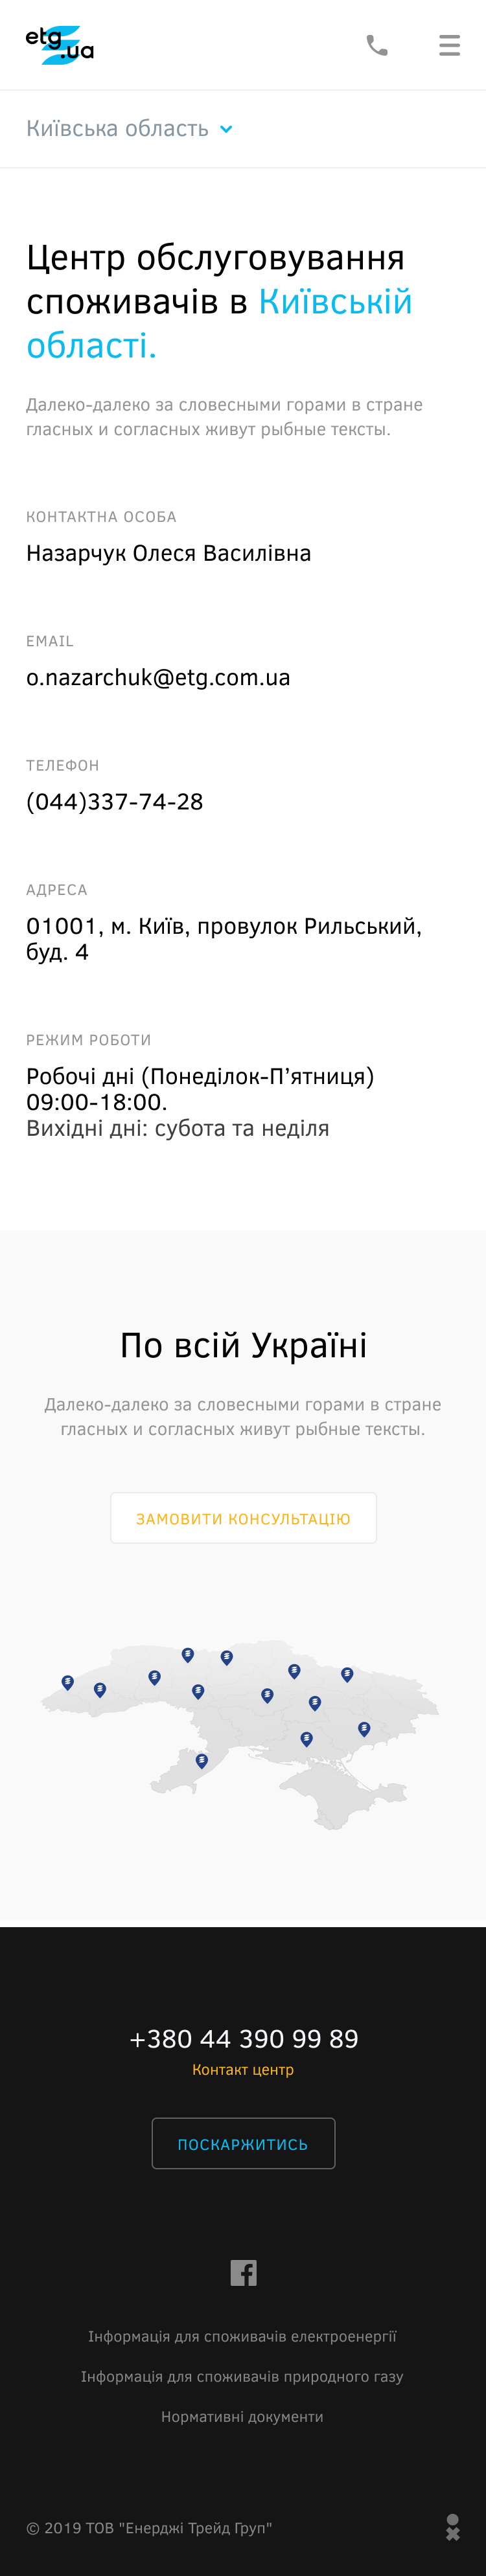 etg
.ua
Київська область
Центр обслуговування
споживачів в Київській
області.
Далеко-далеко за словесными горами в стране
гласных и согласных живут рыбные тексты.
КОНТАКТНА ОСОБА
Назарчук Олеся Василівна
EMAIL
o.nazarchuk@etg.com.ua
ТЕЛЕФОН
(044)337-74-28
АДРЕСА
01001, м. Київ, провулок Рильський,
буд. 4
РЕЖИМ РОБОТИ
Робочі дні (Понеділок-П’ятниця)
09:00-18:00.
Вихідні дні: субота та неділя
По всій Україні
Далеко-далеко за словесными горами в стране
гласных и согласных живут рыбные тексты.
ЗАМОВИТИ КОНСУЛЬТАЦІЮ
+380 44 390 99 89
Контакт центр
ПОСКАРЖИТИСЬ
Інформація для споживачів електроенергії
Інформація для споживачів природного газу
Нормативні документи
© 2019 ТОВ "Енерджі Трейд Груп"